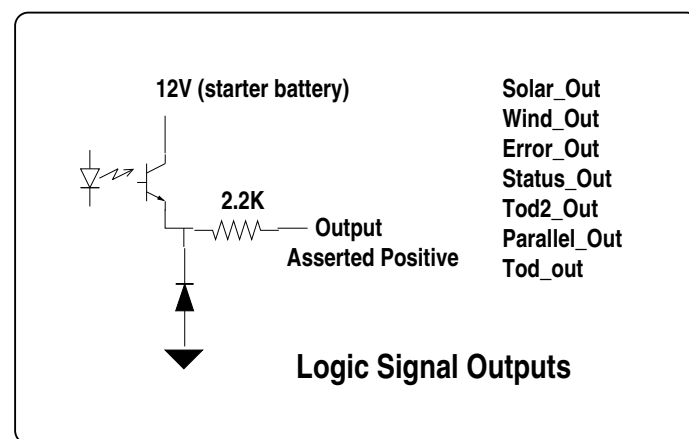 12V (starter battery)
2.2K
Output
Asserted Positive
Solar_Out
Wind_Out
Error_Out
Status_Out
Tod2_Out
Parallel_Out
Tod_out
Logic Signal Outputs